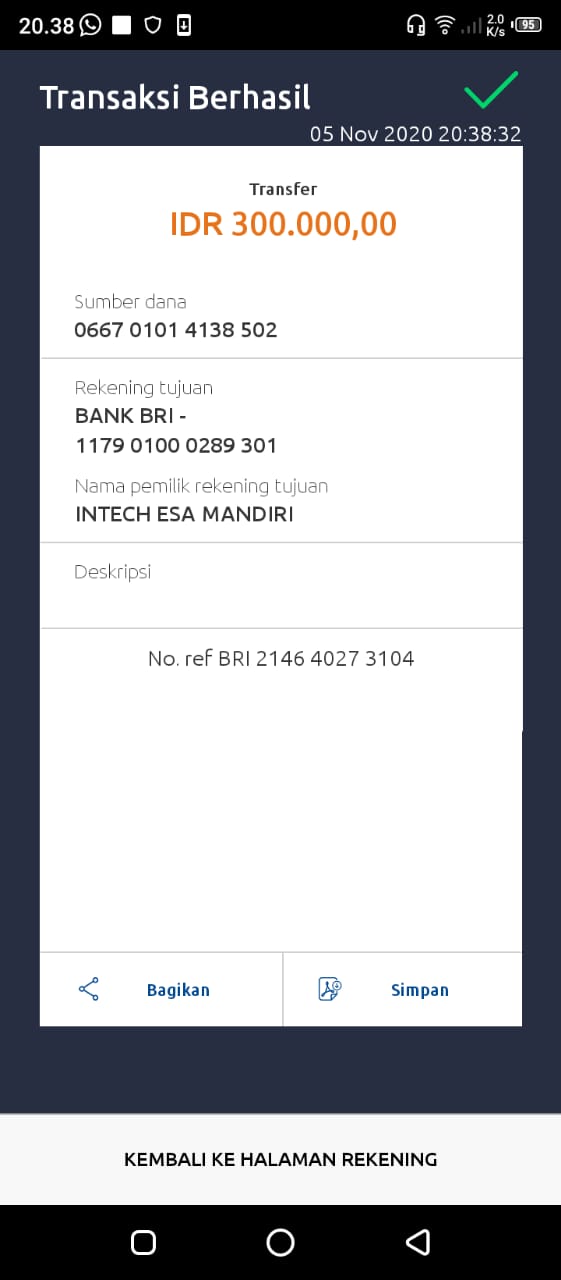 20.38
2.0
K/s
95
Transaksi Berhasil
05 Nov 2020 20:38:32
Transfer
IDR 300.000,00
Sumber dana
0667 0101 4138 502
Rekening tujuan
BANK BRI -
1179 0100 0289 301
Nama pemilik rekening tujuan
INTECH ESA MANDIRI
Deskripsi
No. ref BRI 2146 4027 3104
Bagikan
Simpan
KEMBALI KE HALAMAN REKENING